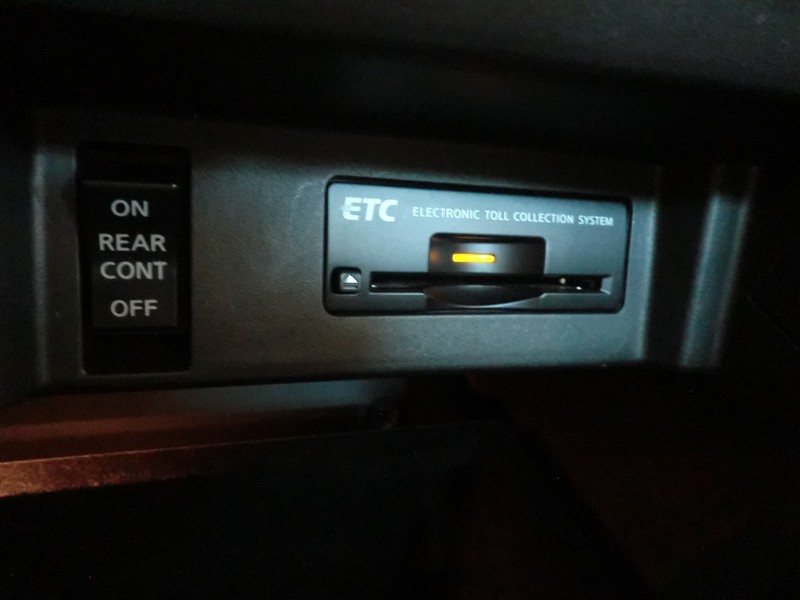 ON
REAR
CONT
OFF
ETC ELECTRONIC TOLL COLLECTION SYSTEM